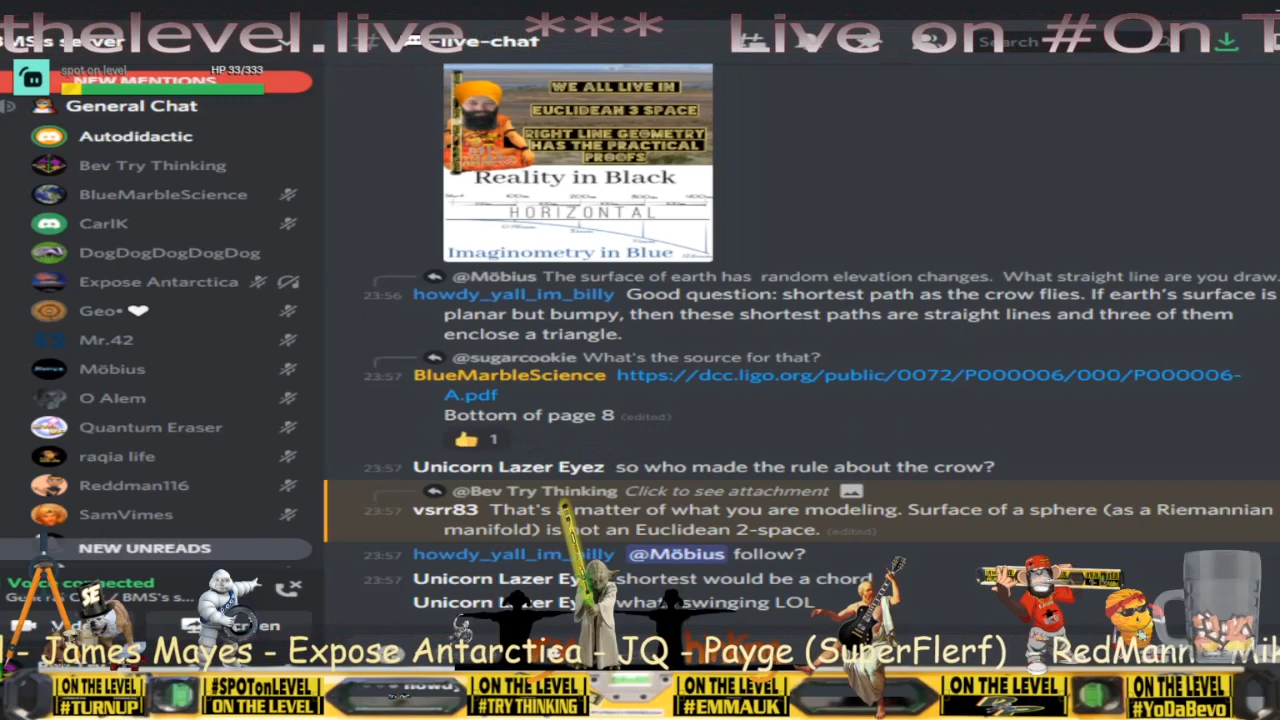 thelevel.live *** Live on #On T
BMS's server
live-chat
Search
spot on level
HP 33/333
NEW MENTIONS
General Chat
Autodidactic
Bev Try Thinking
BlueMarbleScience
CarlK
DogDogDogDogDog
Expose Antarctica
Geo•
Mr.42
Möbius
O Alem
Quantum Eraser
raqia life
Reddman116
SamVimes
NEW UNREADS
Voice connected
/ BMS's s...
WE ALL LIVE IN
EUCLIDEAN 3 SPACE
RIGHT LINE GEOMETRY
HAS THE PRACTICAL
PROOFS
Reality in Black
HORIZONTAL
Imaginometry in Blue
@Möbius The surface of earth has random elevation changes. What straight line are you draw
23:56 howdy_yall_im_billy Good question: shortest path as the crow flies. If earth's surface is
planar but bumpy, then these shortest paths are straight lines and three of them
enclose a triangle.
@sugarcookie What's the source for that?
23:57 BlueMarbleScience https://dcc.ligo.org/public/0072/P000006/000/P000006-
A.pdf
Bottom of page 8 (edited)
1
23:57 Unicorn Lazer Eyez so who made the rule about the crow?
@Bev Try Thinking Click to see attachment
23:57 vsrr83 That's a matter of what you are modeling. Surface of a sphere (as a Riemannian
manifold) is not an Euclidean 2-space. (edited)
23:57 howdy_yall_im_billy @Möbius follow?
23:57 Unicorn Lazer Ey shortest would be a chord
Unicorn Lazer E what swinging LOL
SE
- James Mayes - Expose Antarctica - JQ - Payge (SuperFlerf) RedMann
ON THE LEVEL
#TURNUP
#SPOTonLEVEL
ON THE LEVEL
ON THE LEVEL
#TRY THINKING
ON THE LEVEL
#EMMAUK
ON THE LEVEL
ON THE LEVEL
#YoDaBevo